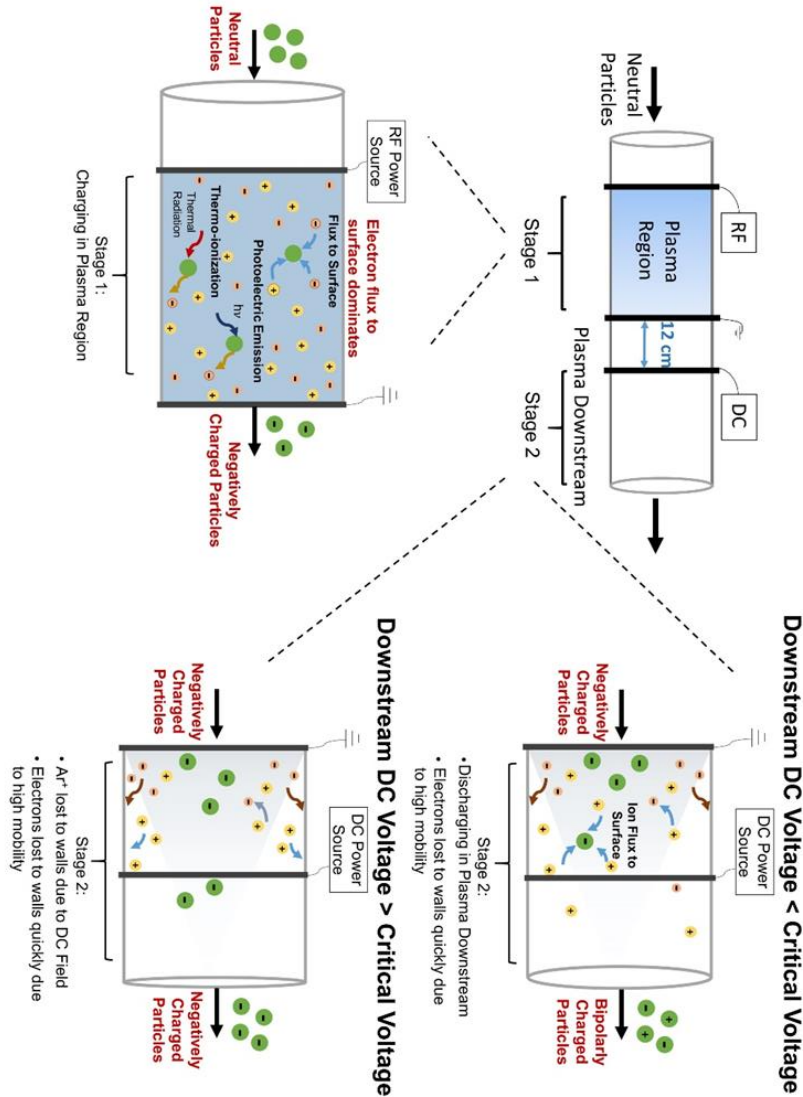 Neutral
Particles
RF
Plasma
Region
12 cm
DC
Stage 1
Stage 2
Plasma Downstream
Neutral
Particles
RF Power
Source
Electron flux to
surface dominates
Flux to Surface
Photoelectric Emission
hν
Thermo-ionization
Thermal
Radiation
Negatively
Charged Particles
Stage 1:
Charging in Plasma Region
Downstream DC Voltage < Critical Voltage
Negatively
Charged
Particles
DC Power
Source
Ion Flux to
Surface
Bipolarly
Charged
Particles
Stage 2:
• Discharging in Plasma Downstream
• Electrons lost to walls quickly due
to high mobility
Downstream DC Voltage > Critical Voltage
Negatively
Charged
Particles
DC Power
Source
Negatively
Charged
Particles
Stage 2:
• Ar⁺ lost to walls due to DC Field
• Electrons lost to walls quickly due
to high mobility